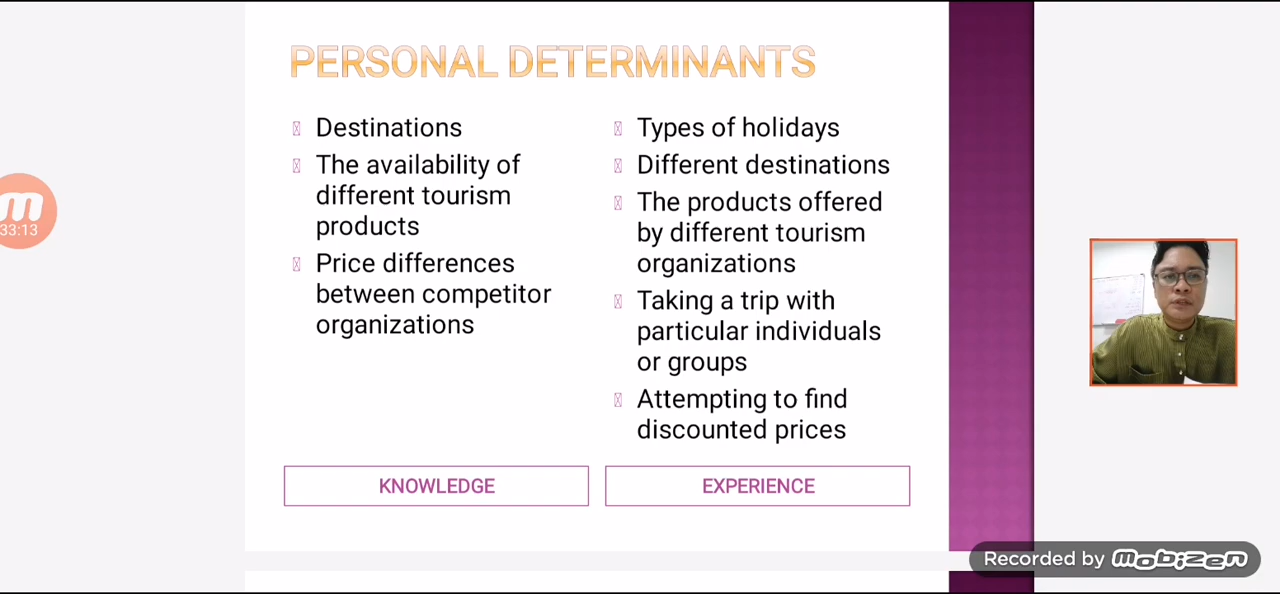 PERSONAL DETERMINANTS
Destinations
The availability of
different tourism
products
Price differences
between competitor
organizations
KNOWLEDGE
Types of holidays
Different destinations
The products offered
by different tourism
organizations
Taking a trip with
particular individuals
or groups
Attempting to find
discounted prices
EXPERIENCE
m
33:13
Recorded by mobizen